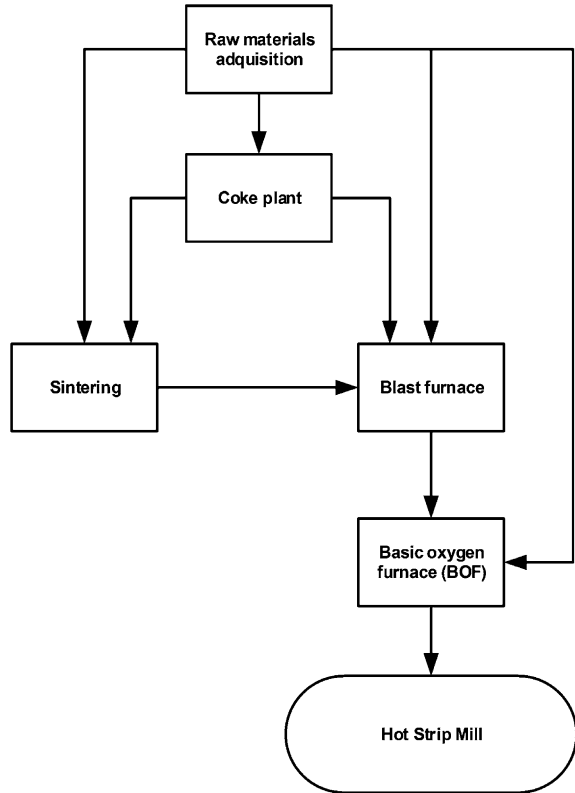 Raw materials
adquisition
Coke plant
Sintering
Blast furnace
Basic oxygen
furnace (BOF)
Hot Strip Mill